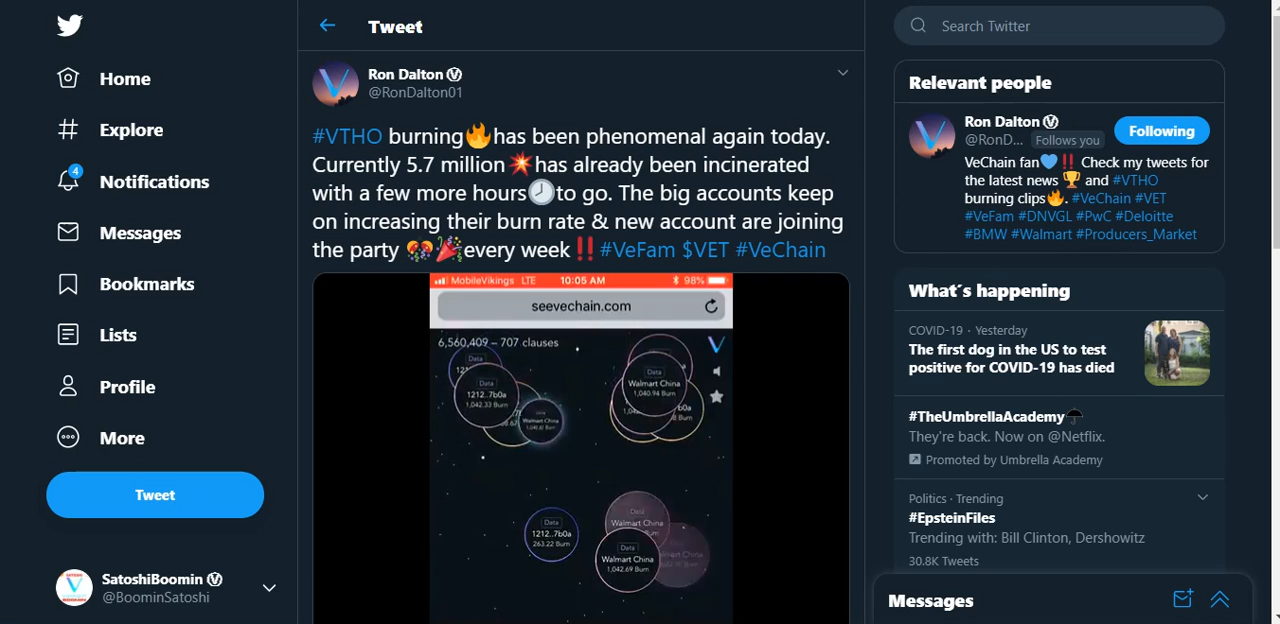 Home
Explore
4
Notifications
Messages
Bookmarks
Lists
Profile
More
Tweet
SatoshiBoomin
@BoominSatoshi
Tweet
Ron Dalton
@RonDalton01
#VTHO burning🔥has been phenomenal again today.
Currently 5.7 million💥has already been incinerated
with a few more hours🕗to go. The big accounts keep
on increasing their burn rate & new account are joining
the party 🎊🎉every week‼️#VeFam $VET #VeChain
MobileVikings LTE 10:05 AM 98%
seevechain.com
6,560,409 – 707 clauses
Data
Data
1212..7b0a
1,042.33 Burn
Walmart China
Data
Walmart China
1,040.94 Burn
Data
1212..7b0a
263.22 Burn
Data
Walmart China
Data
Walmart China
1,042.69 Burn
Search Twitter
Relevant people
Ron Dalton
@RonD... Follows you
Following
VeChain fan💙‼️ Check my tweets for
the latest news 🏆 and #VTHO
burning clips🔥. #VeChain #VET
#VeFam #DNVGL #PwC #Deloitte
#BMW #Walmart #Producers_Market
What´s happening
COVID-19 · Yesterday
The first dog in the US to test
positive for COVID-19 has died
#TheUmbrellaAcademy
They're back. Now on @Netflix.
Promoted by Umbrella Academy
Politics · Trending
#EpsteinFiles
Trending with: Bill Clinton, Dershowitz
30.8K Tweets
Messages